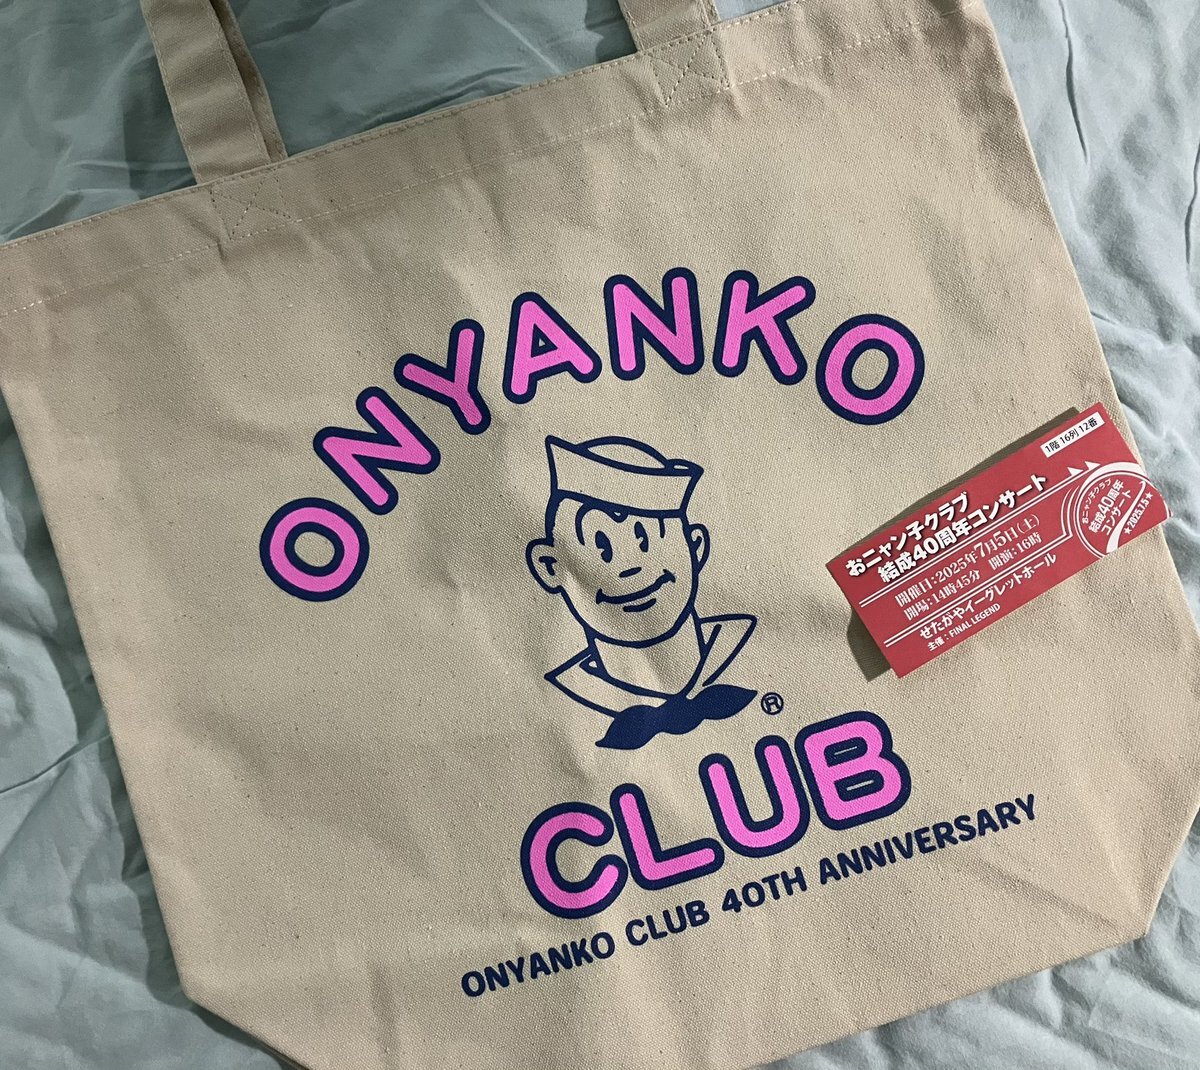 ONYANKO
®
CLUB
ONYANKO CLUB 40TH ANNIVERSARY
1階 16列 12番
おニャン子クラブ
結成40周年コンサート
開催日：2025年7月5日(土)
開場：14時45分 開演：16時
せたがやイーグレットホール
主催：FINAL LEGEND
おニャン子クラブ
結成40周年
コンサート
★2025.7.5★